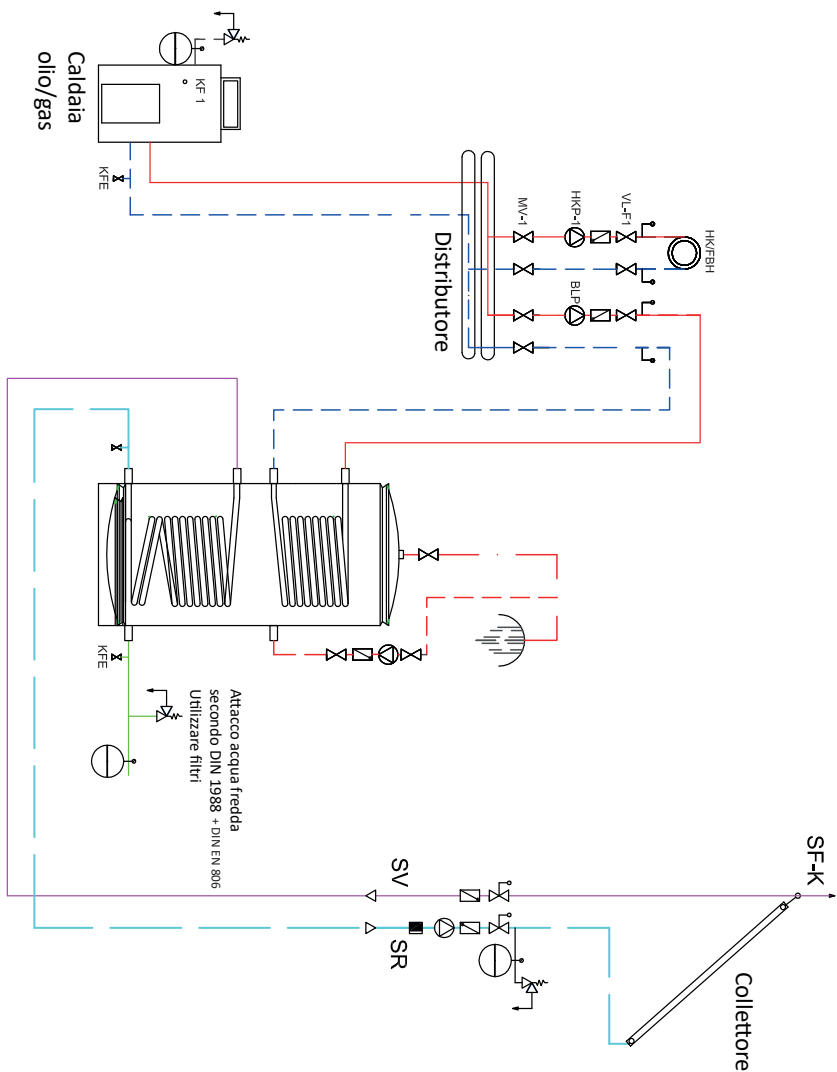 Caldaia
olio/gas
KF 1
KFE
Distributore
MV-1
HKP-1
VL-F1
HK/FBH
BLP
KFE
Attacco acqua fredda
secondo DIN 1988 + DIN EN 806
Utilizzare filtri
SV
SR
SF-K
Collettore